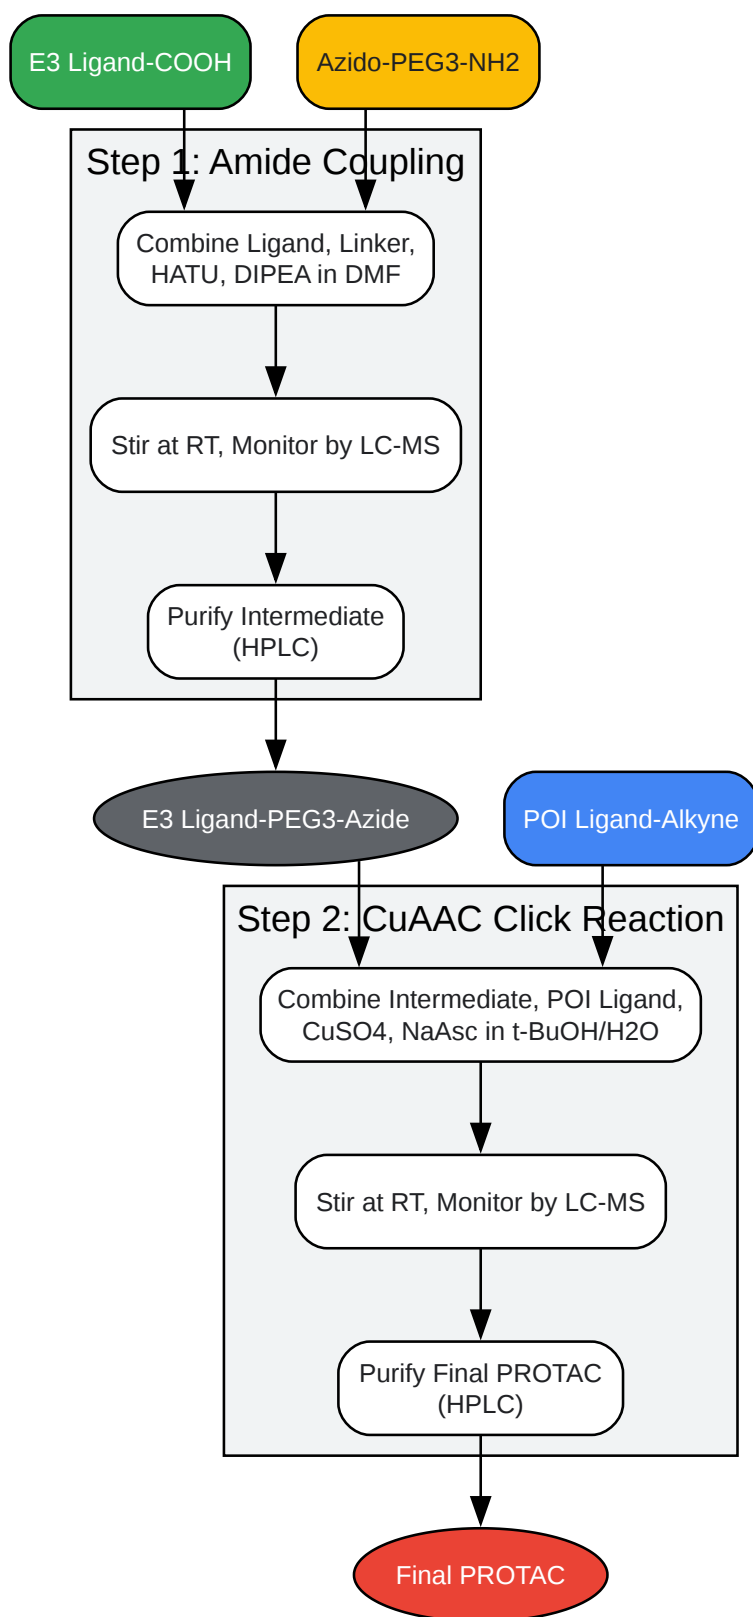 E3 Ligand-COOH
Azido-PEG3-NH2
Step 1: Amide Coupling
Combine Ligand, Linker,
HATU, DIPEA in DMF
Stir at RT, Monitor by LC-MS
Purify Intermediate
(HPLC)
E3 Ligand-PEG3-Azide
POI Ligand-Alkyne
Step 2: CuAAC Click Reaction
Combine Intermediate, POI Ligand,
CuSO4, NaAsc in t-BuOH/H2O
Stir at RT, Monitor by LC-MS
Purify Final PROTAC
(HPLC)
Final PROTAC